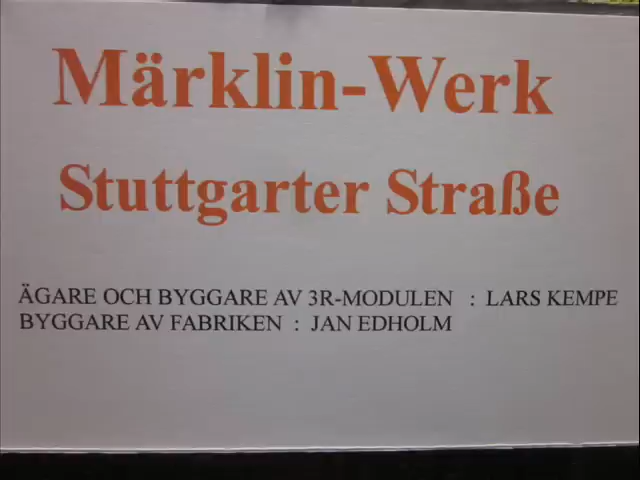 Märklin-Werk
Stuttgarter Straße
ÄGARE OCH BYGGARE AV 3R-MODULEN : LARS KEMPE
BYGGARE AV FABRIKEN : JAN EDHOLM